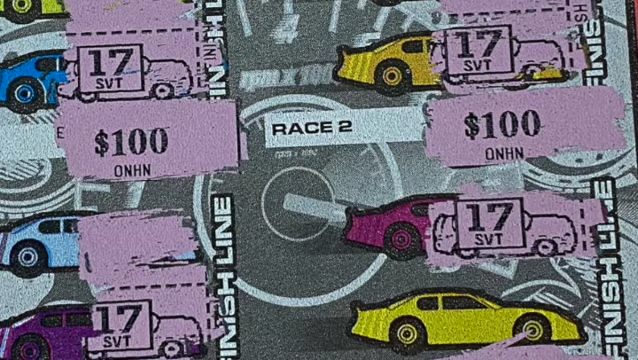 17
SVT
FINISH LINE
$100
ONHN
17
SVT
RACE 2
$100
ONHN
FINISH LINE
17
SVT
FINISH LINE
17
SVT